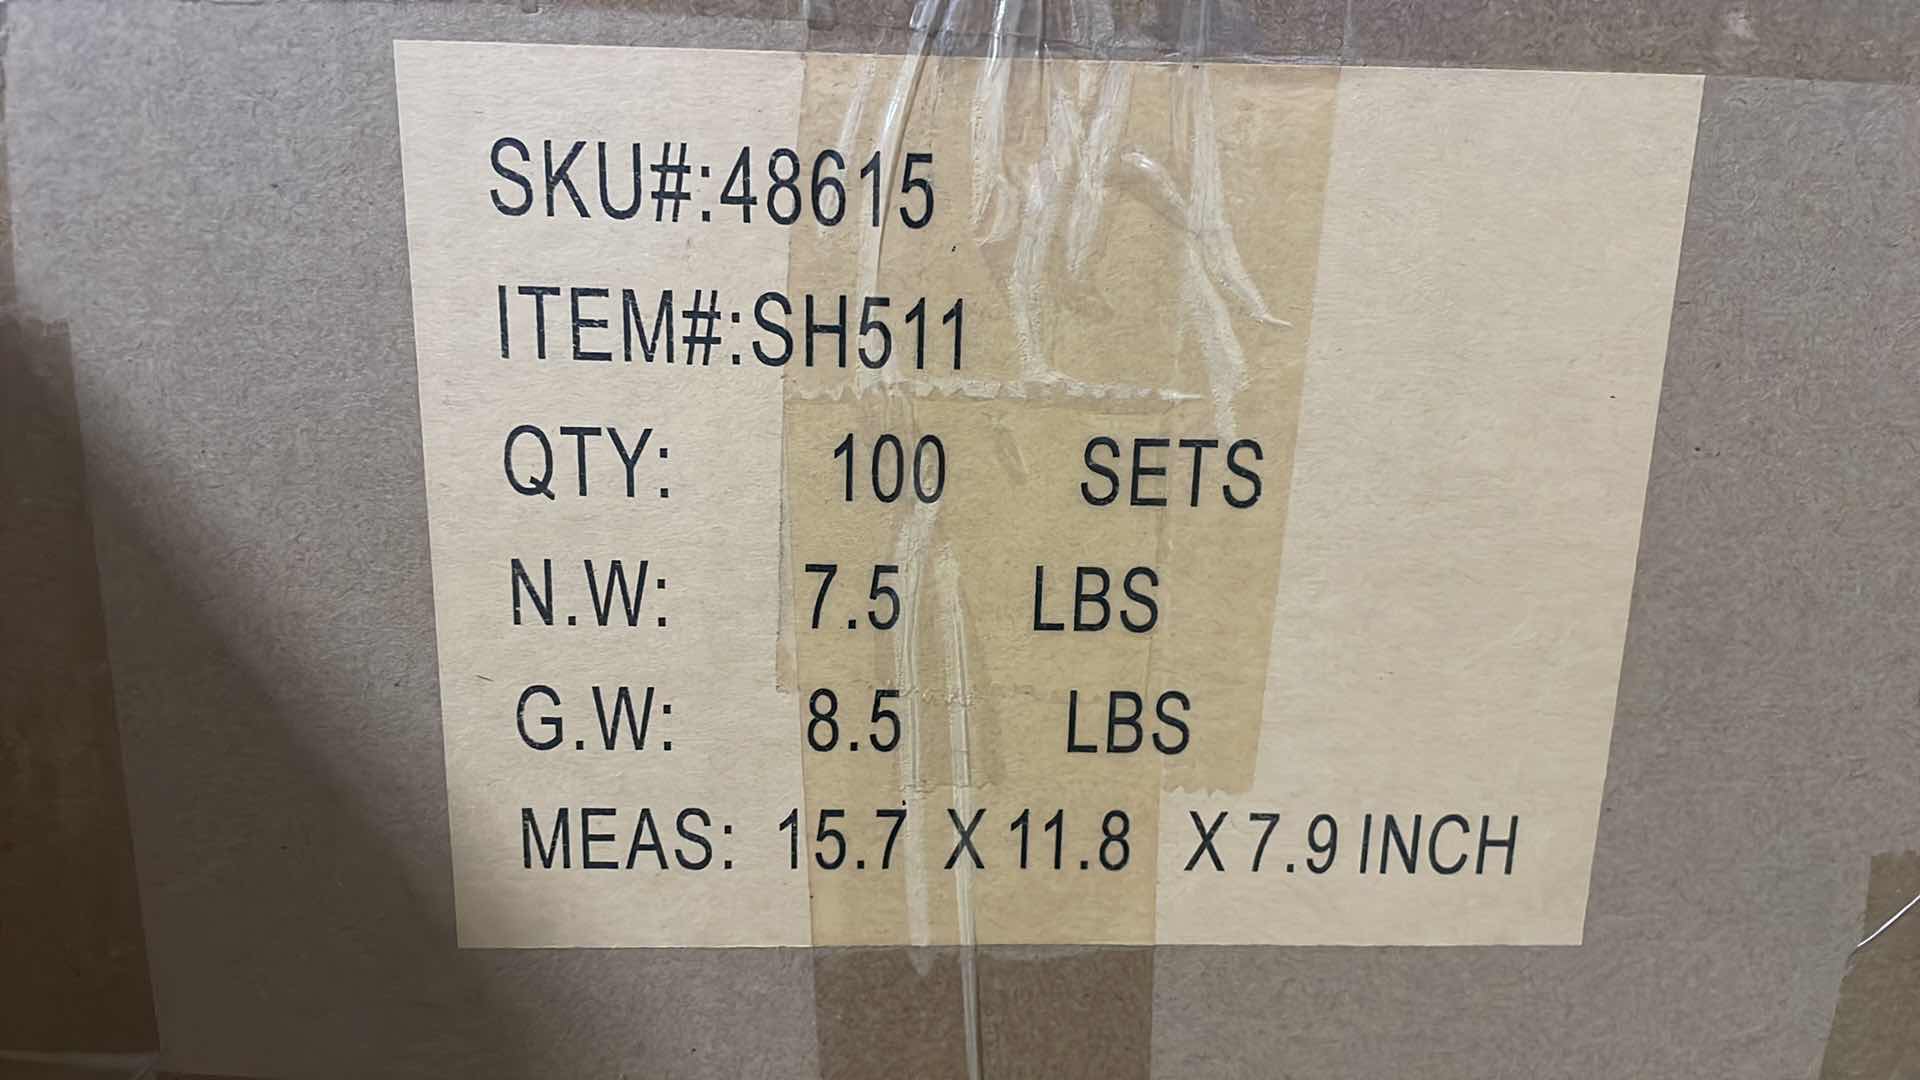 SKU#:48615
ITEM#:SH511
QTY: 100 SETS
N.W: 7.5 LBS
G.W: 8.5 LBS
MEAS: 15.7 X 11.8 X 7.9 INCH